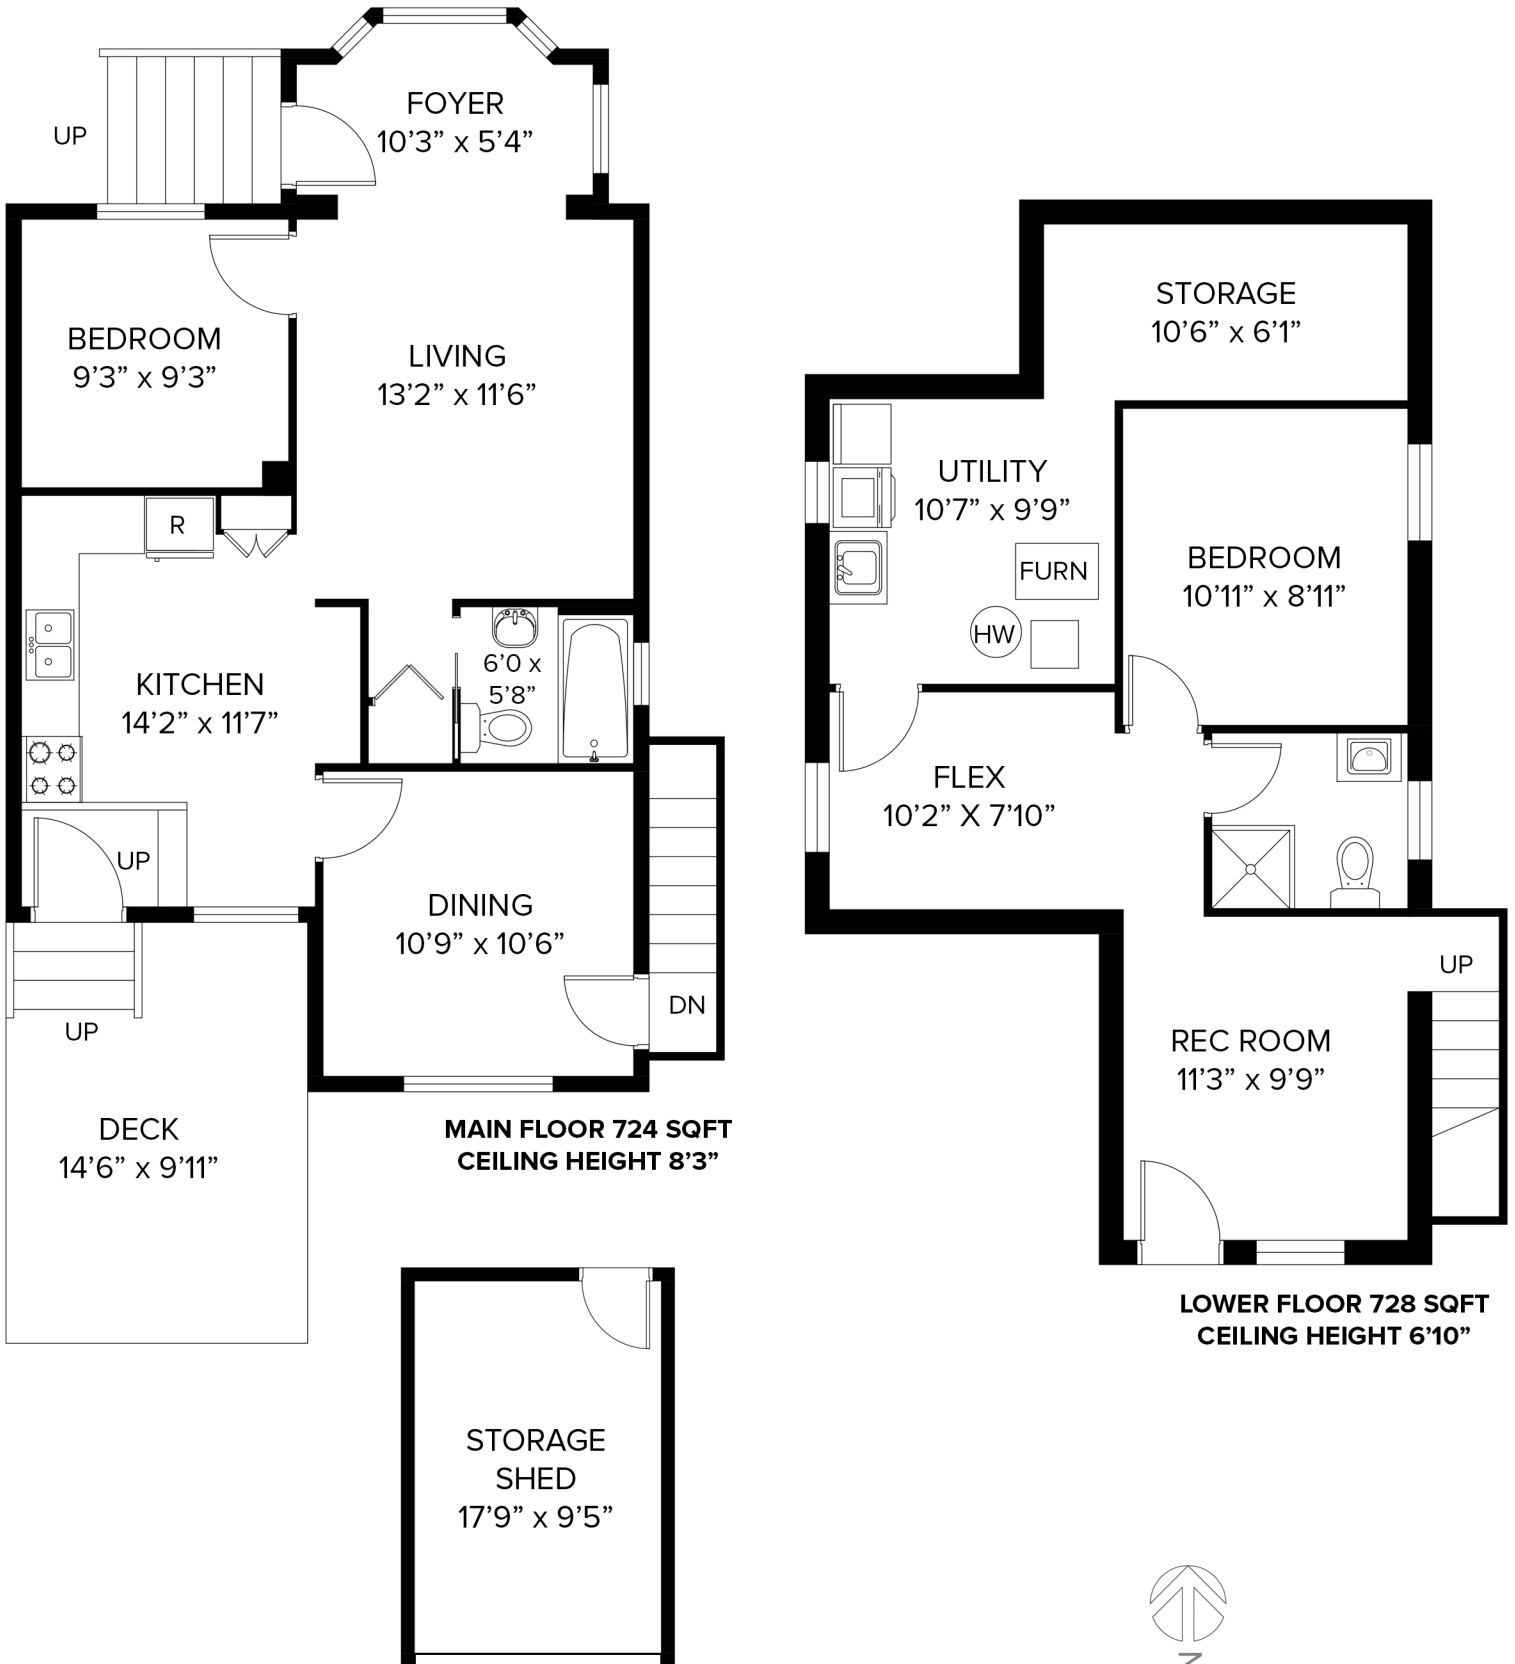 FOYER
10’3” x 5’4”
UP
BEDROOM
9’3” x 9’3”
LIVING
13’2” x 11’6”
R
KITCHEN
14’2” x 11’7”
6’0 x
5’8”
UP
DINING
10’9” x 10’6”
DN
UP
DECK
14’6” x 9’11”
MAIN FLOOR 724 SQFT
CEILING HEIGHT 8’3”
STORAGE
SHED
17’9” x 9’5”
STORAGE
10’6” x 6’1”
UTILITY
10’7” x 9’9”
FURN
HW
BEDROOM
10’11” x 8’11”
FLEX
10’2” X 7’10”
UP
REC ROOM
11’3” x 9’9”
LOWER FLOOR 728 SQFT
CEILING HEIGHT 6’10”